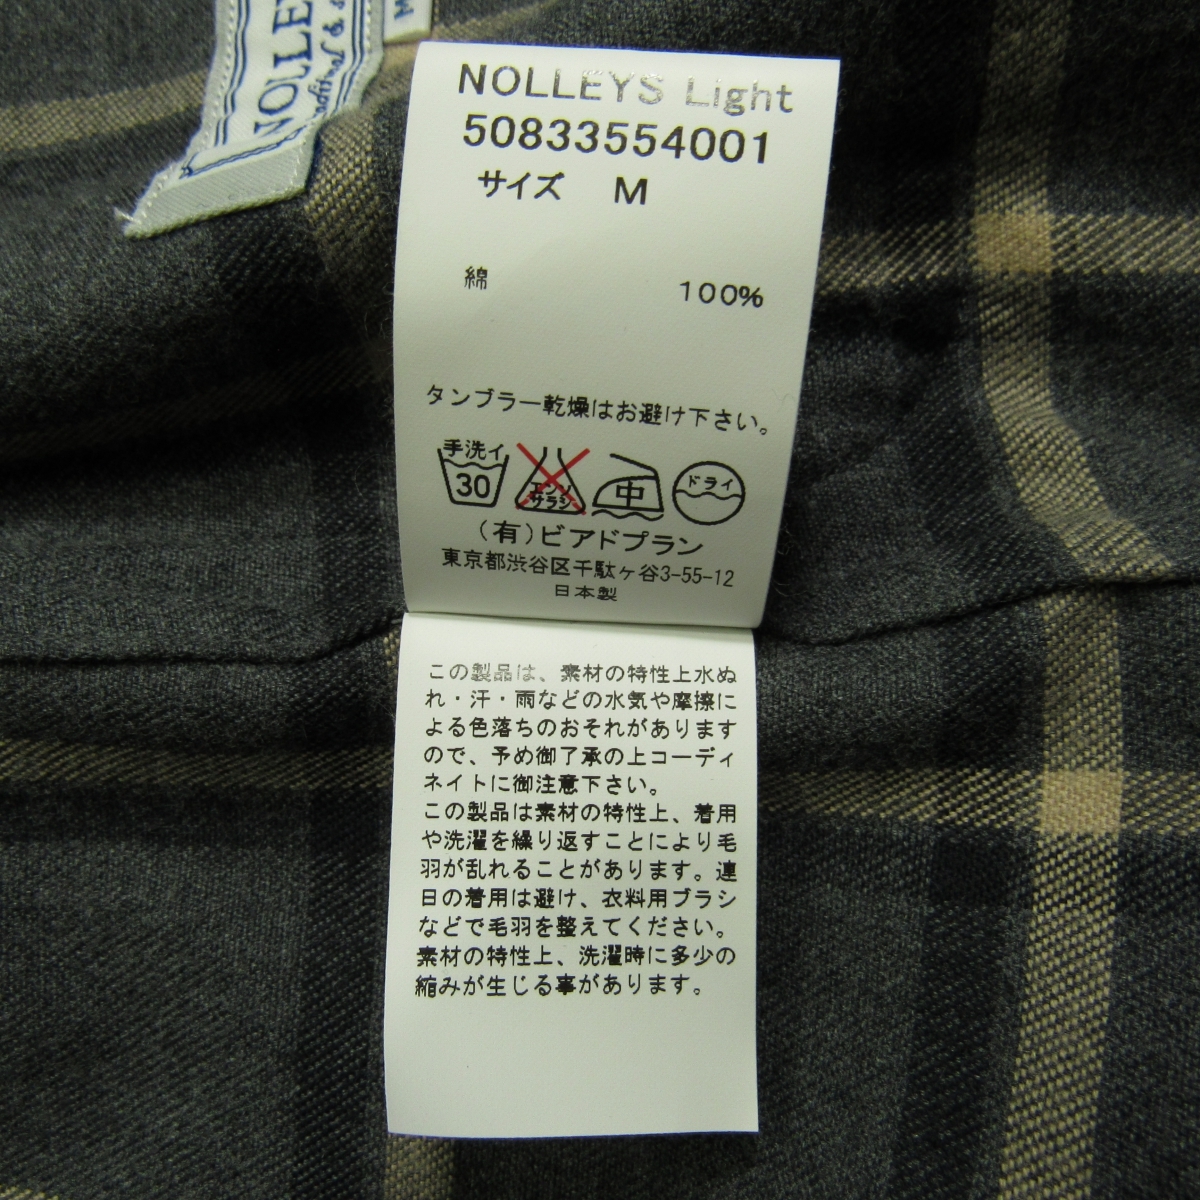 NOLLEY
M
NOLLEYS Light
50833554001
サイズ M
綿 100%
タンブラー乾燥はお避け下さい。
手洗イ
30
エンソ
サラシ
中
ドライ
(有)ビアドプラン
東京都渋谷区千駄ヶ谷3-55-12
日本製
この製品は、素材の特性上水ぬ
れ・汗・雨などの水気や摩擦に
よる色落ちのおそれがあります
ので、予め御了承の上コーディ
ネイトに御注意下さい。
この製品は素材の特性上、着用
や洗濯を繰り返すことにより毛
羽が乱れることがあります。連
日の着用は避け、衣料用ブラシ
などで毛羽を整えてください。
素材の特性上、洗濯時に多少の
縮みが生じる事があります。